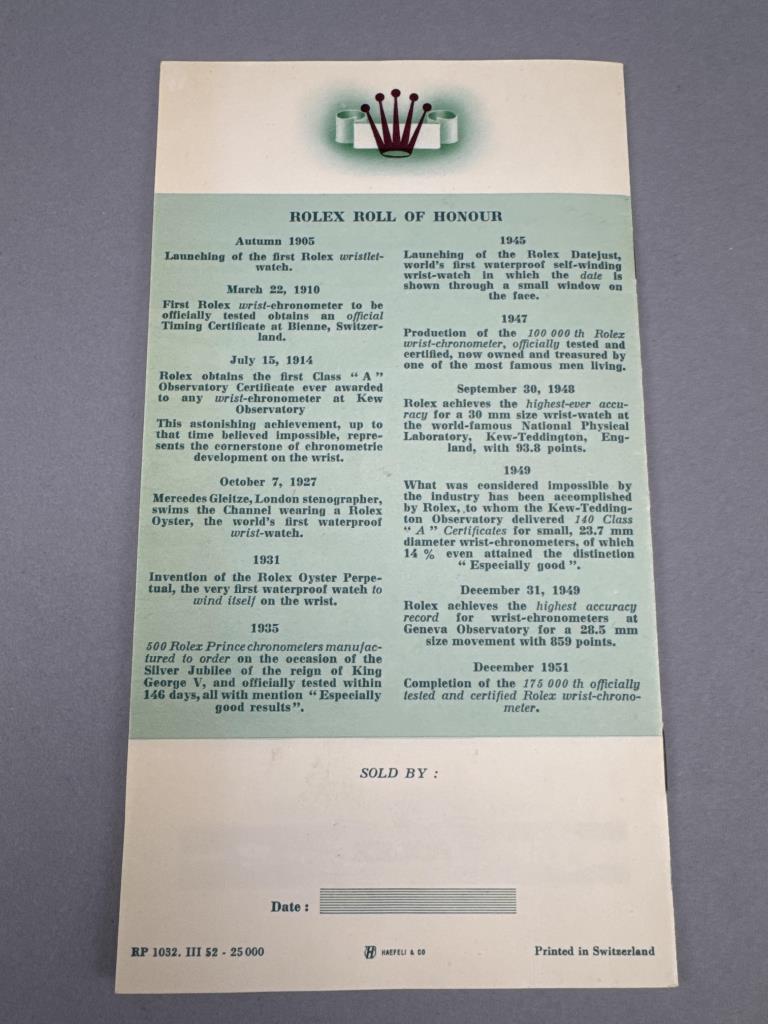 ROLEX ROLL OF HONOUR
Autumn 1905
Launching of the first Rolex wristlet-
watch.
March 22, 1910
First Rolex wrist-chronometer to be
officially tested obtains an official
Timing Certificate at Bienne, Switzer-
land.
July 15, 1914
Rolex obtains the first Class “ A ”
Observatory Certificate ever awarded
to any wrist-chronometer at Kew
Observatory
This astonishing achievement, up to
that time believed impossible, repre-
sents the cornerstone of chronometric
development on the wrist.
October 7, 1927
Mercedes Gleitze, London stenographer,
swims the Channel wearing a Rolex
Oyster, the world's first waterproof
wrist-watch.
1931
Invention of the Rolex Oyster Perpe-
tual, the very first waterproof watch to
wind itself on the wrist.
1935
500 Rolex Prince chronometers manufac-
tured to order on the occasion of the
Silver Jubilee of the reign of King
George V, and officially tested within
146 days, all with mention “ Especially
good results ”.
1945
Launching of the Rolex Datejust,
world's first waterproof self-winding
wrist-watch in which the date is
shown through a small window on
the face.
1947
Production of the 100 000 th Rolex
wrist-chronometer, officially tested and
certified, now owned and treasured by
one of the most famous men living.
September 30, 1948
Rolex achieves the highest-ever accu-
racy for a 30 mm size wrist-watch at
the world-famous National Physical
Laboratory, Kew-Teddington, Eng-
land, with 93.8 points.
1949
What was considered impossible by
the industry has been accomplished
by Rolex, to whom the Kew-Tedding-
ton Observatory delivered 140 Class
“ A ” Certificates for small, 23.7 mm
diameter wrist-chronometers, of which
14 % even attained the distinction
“ Especially good ”.
December 31, 1949
Rolex achieves the highest accuracy
record for wrist-chronometers at
Geneva Observatory for a 28.5 mm
size movement with 859 points.
December 1951
Completion of the 175 000 th officially
tested and certified Rolex wrist-chrono-
meter.
SOLD BY :
Date :
RP 1032. III 52 - 25 000
H HAEFELI & CO
Printed in Switzerland